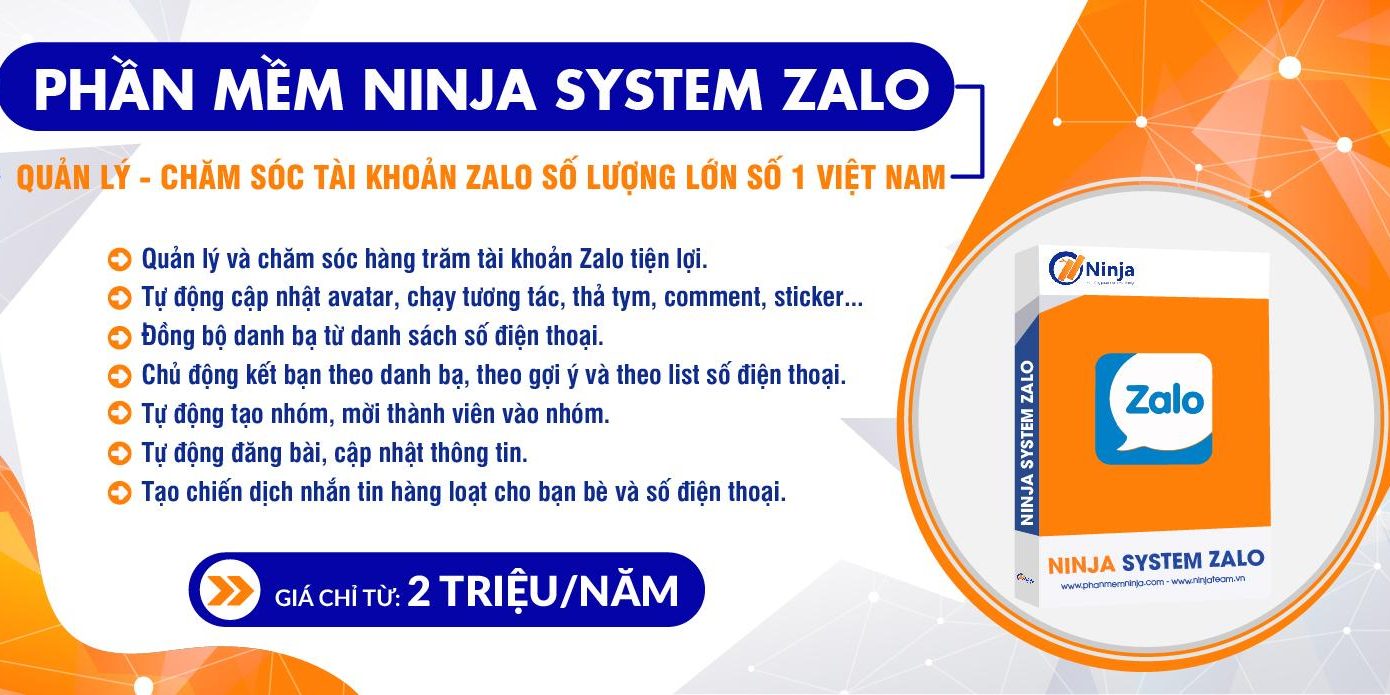 PHẦN MỀM NINJA SYSTEM ZALO
QUẢN LÝ - CHĂM SÓC TÀI KHOẢN ZALO SỐ LƯỢNG LỚN SỐ 1 VIỆT NAM
Quản lý và chăm sóc hàng trăm tài khoản Zalo tiện lợi.
Tự động cập nhật avatar, chạy tương tác, thả tym, comment, sticker...
Đồng bộ danh bạ từ danh sách số điện thoại.
Chủ động kết bạn theo danh bạ, theo gợi ý và theo list số điện thoại.
Tự động tạo nhóm, mời thành viên vào nhóm.
Tự động đăng bài, cập nhật thông tin.
Tạo chiến dịch nhắn tin hàng loạt cho bạn bè và số điện thoại.
GIÁ CHỈ TỪ: 2 TRIỆU/NĂM
Ninja
Zalo
NINJA SYSTEM ZALO
NINJA SYSTEM ZALO
www.phanmemninja.com - www.ninjateam.vn